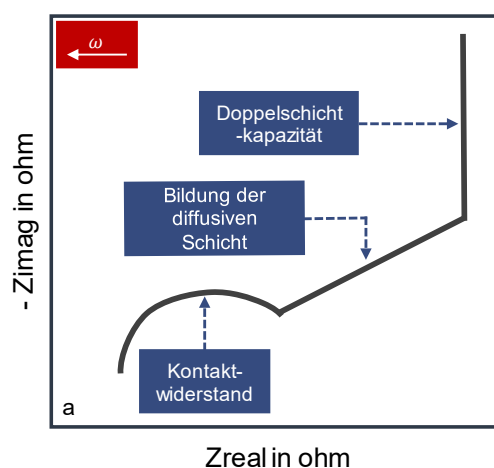 ω
Doppelschicht
-kapazität
Bildung der
diffusiven
Schicht
Kontakt-
widerstand
a
- Zimag in ohm
Zreal in ohm